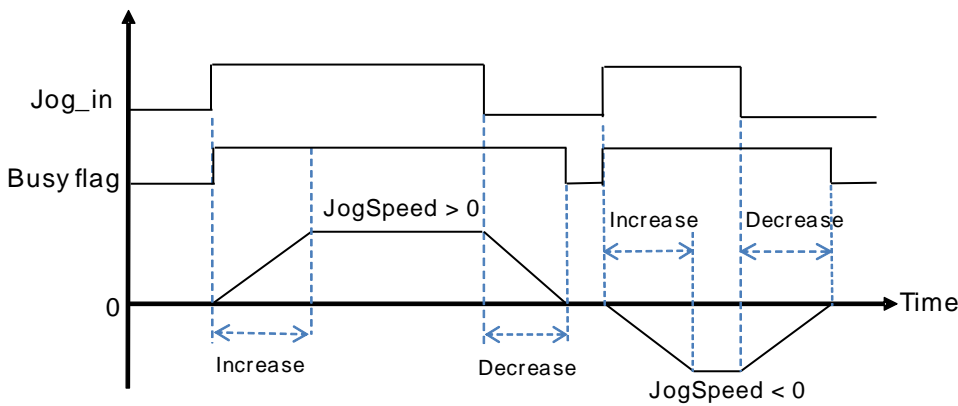 Jog_in
Busy flag
JogSpeed > 0
Increase
Decrease
0
Time
Increase
Decrease
JogSpeed < 0